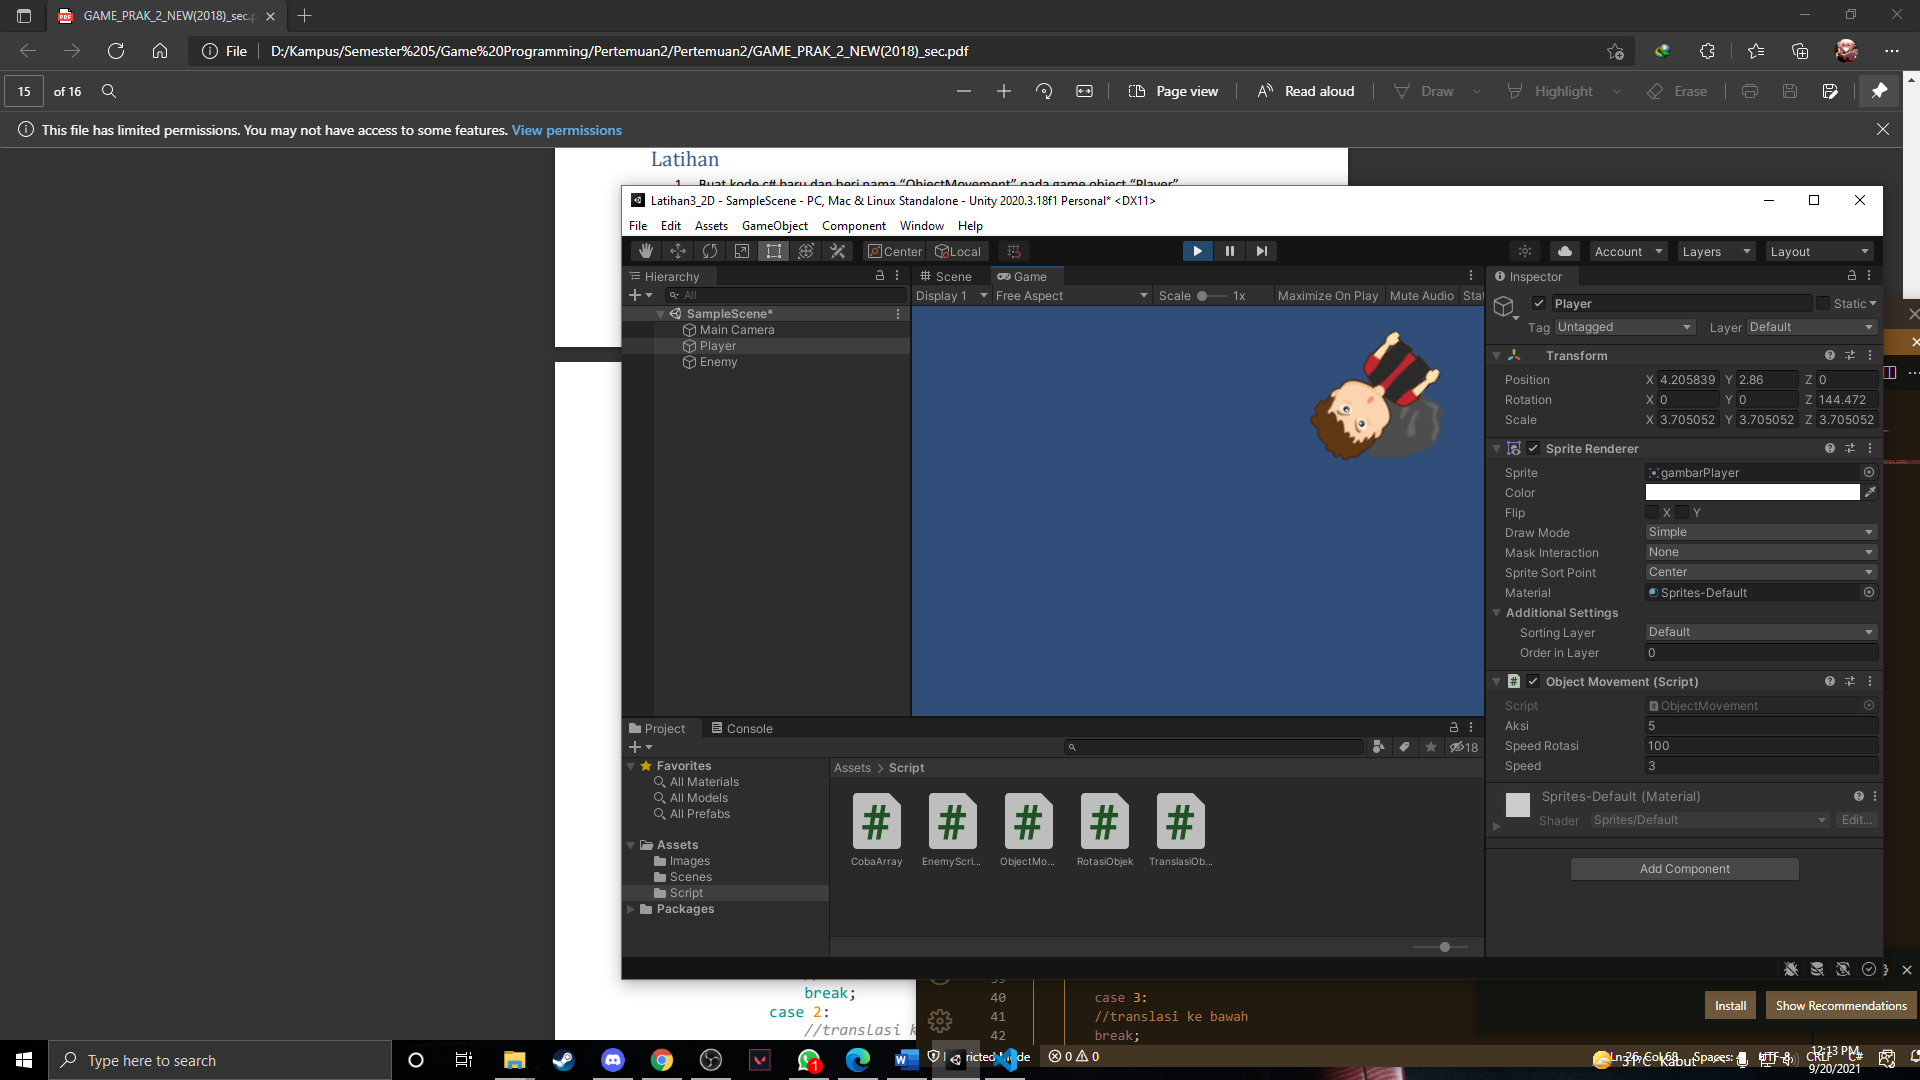 GAME_PRAK_2_NEW(2018)_sec.p
File D:/Kampus/Semester%205/Game%20Programming/Pertemuan2/Pertemuan2/GAME_PRAK_2_NEW(2018)_sec.pdf
15 of 16 Page view Read aloud Draw Highlight Erase
This file has limited permissions. You may not have access to some features. View permissions
Latihan
1. Buat kode c# baru dan beri nama “ObjectMovement” pada game object “Player”
Latihan3_2D - SampleScene - PC, Mac & Linux Standalone - Unity 2020.3.18f1 Personal* <DX11>
File Edit Assets GameObject Component Window Help
Center Local Account Layers Layout
Hierarchy Scene Game Inspector
All Display 1 Free Aspect Scale 1x Maximize On Play Mute Audio Stat
SampleScene*
Main Camera
Player
Enemy
Player Static
Tag Untagged Layer Default
Transform
Position X 4.205839 Y 2.86 Z 0
Rotation X 0 Y 0 Z 144.472
Scale X 3.705052 Y 3.705052 Z 3.705052
Sprite Renderer
Sprite gambarPlayer
Color
Flip X Y
Draw Mode Simple
Mask Interaction None
Sprite Sort Point Center
Material Sprites-Default
Additional Settings
Sorting Layer Default
Order in Layer 0
Object Movement (Script)
Script ObjectMovement
Aksi 5
Speed Rotasi 100
Speed 3
Sprites-Default (Material)
Shader Sprites/Default Edit...
Add Component
Project Console
18
Favorites
All Materials
All Models
All Prefabs
Assets
Images
Scenes
Script
Packages
Assets > Script
CobaArray EnemyScri... ObjectMo... RotasiObjek TranslasiOb...
break;
case 2:
//translasi k
39
40 case 3:
41 //translasi ke bawah
42 break;
Install Show Recommendations
Type here to search
1
0 0
Ln 26, Col 68 UTF-8 CRLF C#
31°C Kabut
12:13 PM
9/20/2021